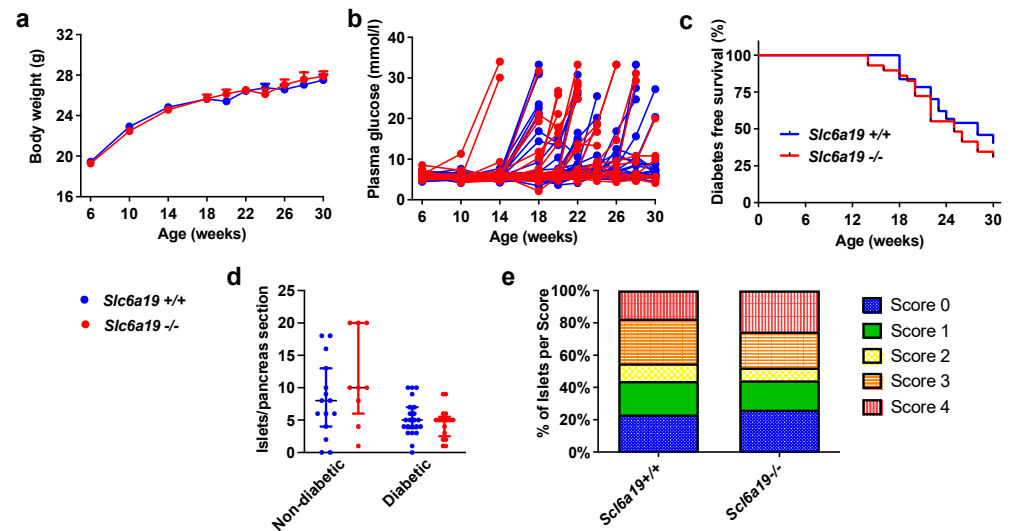 a
Body weight (g)
32
28
24
20
16
6 10 14 18 22 26 30
Age (weeks)
b
Plasma glucose (mmol/l)
40
30
20
10
0
6 10 14 18 22 26 30
Age (weeks)
c
Diabetes free survival (%)
100
75
50
25
0
Slc6a19 +/+
Slc6a19 -/-
0 6 12 18 24 30
Age (weeks)
Slc6a19 +/+
Slc6a19 -/-
d
Islets/pancreas section
25
20
15
10
5
0
Non-diabetic
Diabetic
e
% of Islets per Score
100%
80%
60%
40%
20%
0%
Scl6a19+/+
Scl6a19-/-
Score 0
Score 1
Score 2
Score 3
Score 4